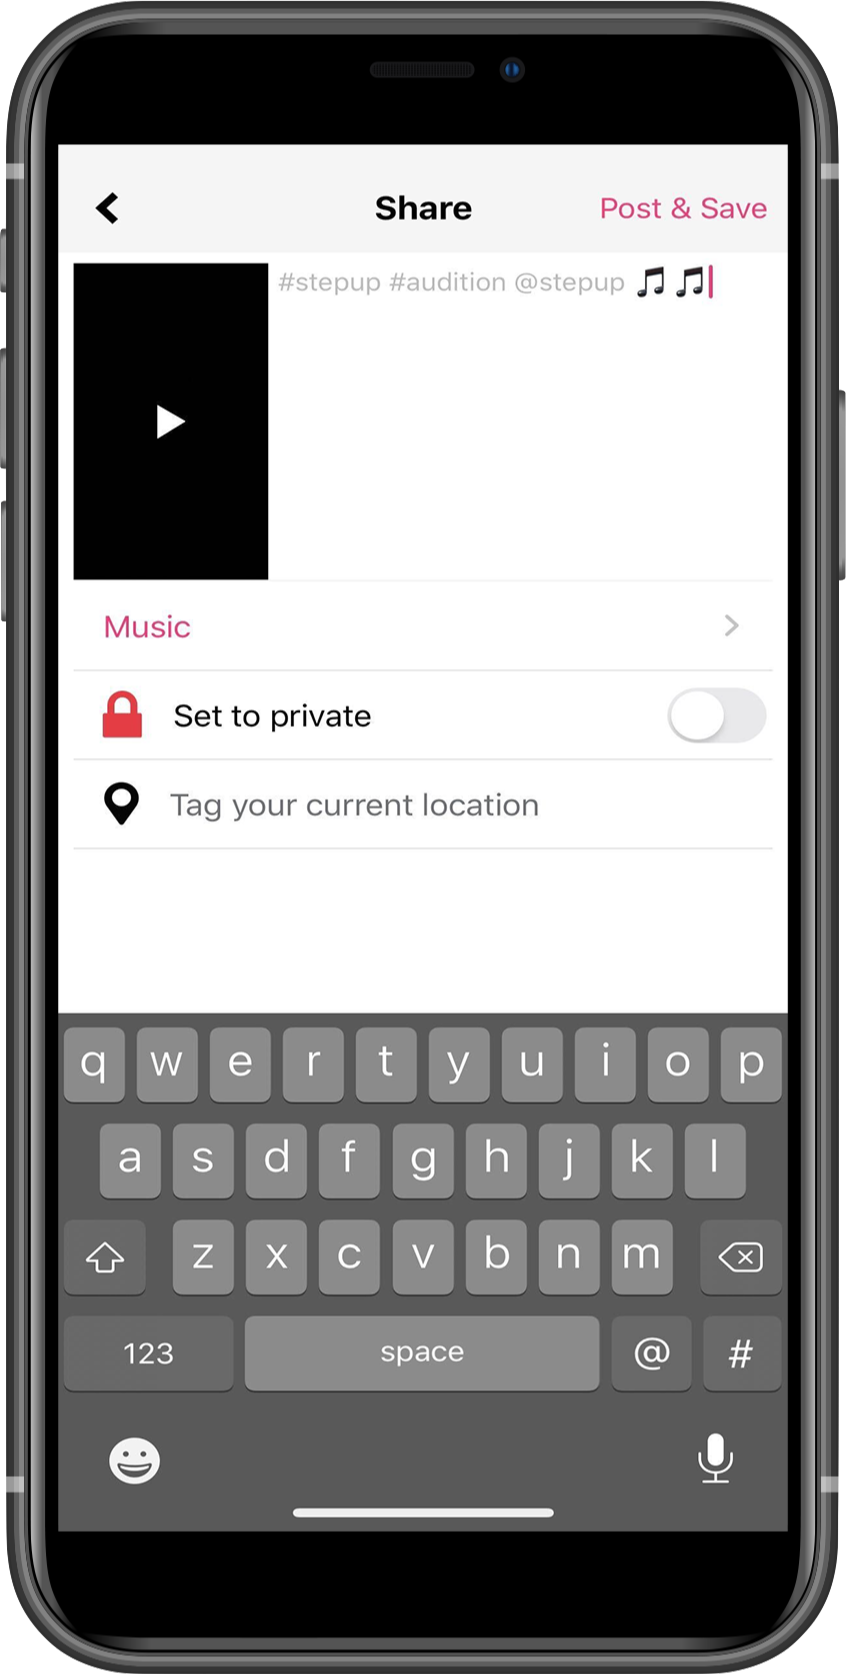 Share
Post & Save
#stepup #audition @stepup 🎵 🎵
Music
Set to private
Tag your current location
q w e r t y u i o p
a s d f g h j k l
z x c v b n m
123 space @ #